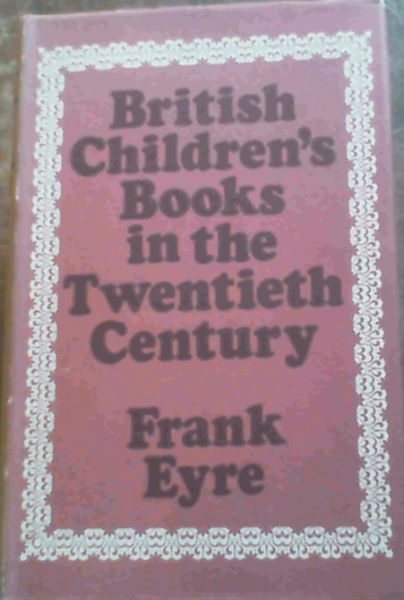 British
Children's
Books
in the
Twentieth
Century
Frank
Eyre